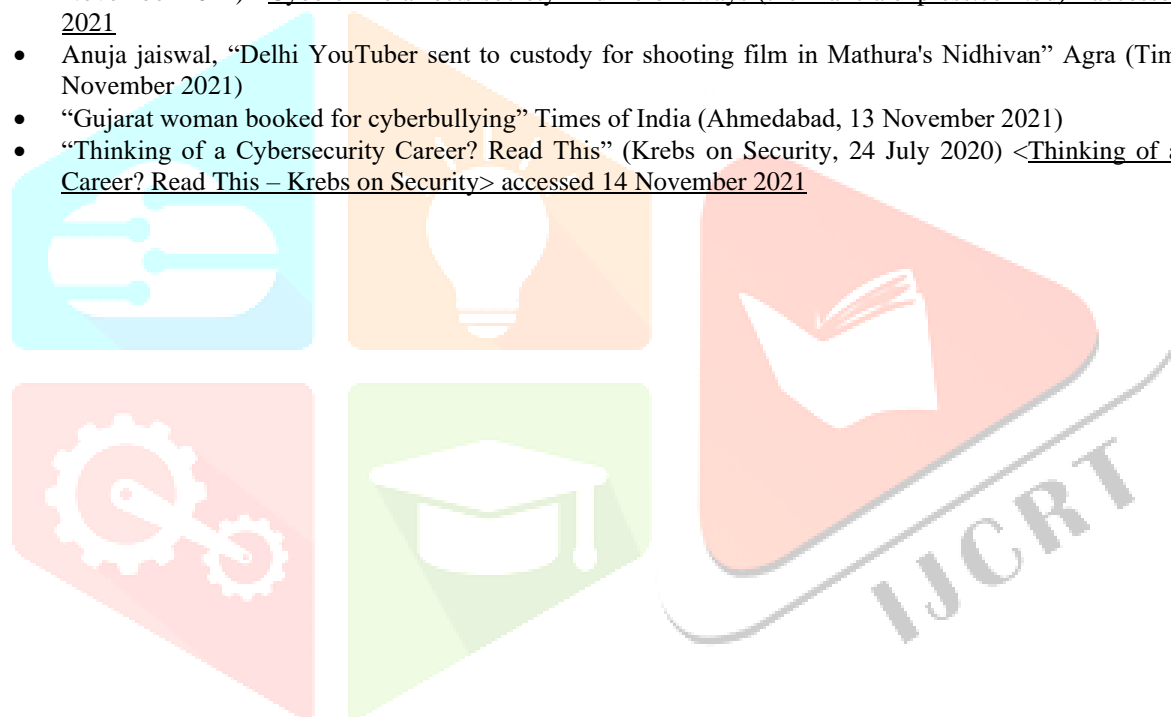 2021
• Anuja jaiswal, “Delhi YouTuber sent to custody for shooting film in Mathura's Nidhivan” Agra (Tim
November 2021)
• “Gujarat woman booked for cyberbullying” Times of India (Ahmedabad, 13 November 2021)
• “Thinking of a Cybersecurity Career? Read This” (Krebs on Security, 24 July 2020) <Thinking of a
Career? Read This – Krebs on Security> accessed 14 November 2021
IJCRT